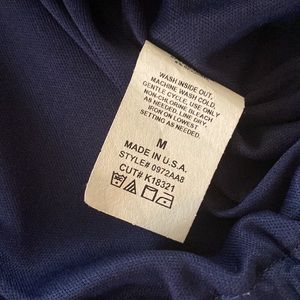 WASH INSIDE OUT,
MACHINE WASH COLD,
GENTLE CYCLE, USE ONLY
NON-CHLORINE BLEACH
AS NEEDED, LINE DRY,
IRON ON LOWEST
SETTING AS NEEDED.
M
MADE IN U.S.A.
STYLE# 0972AA8
CUT# K18321